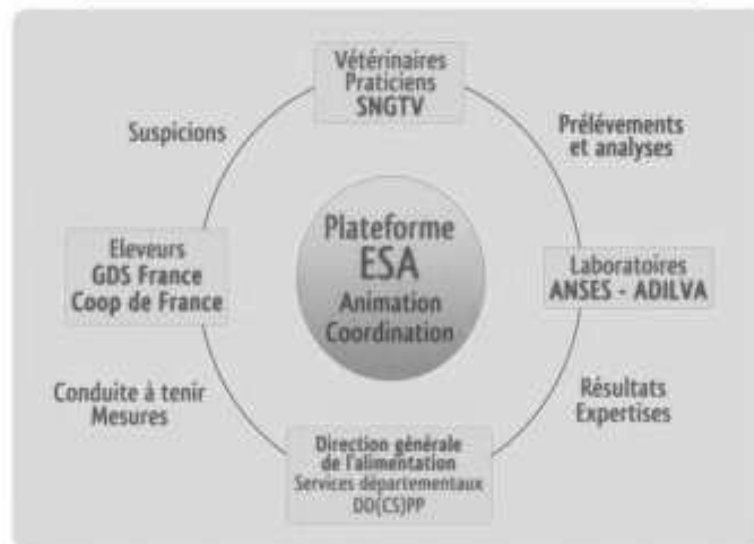 Vétérinaires
Praticiens
SNGTV
Suspicions
Prélévements
et analyses
Plateforme
ESA
Animation
Coordination
Eleveurs
GDS France
Coop de France
Laboratoires
ANSES - ADILVA
Conduite à tenir
Mesures
Résultats
Expertises
Direction générale
de l'alimentation
Services départementaux
DD(CS)PP